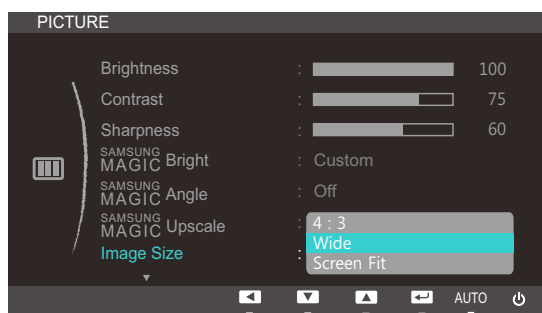 PICTURE
Brightness : 100
Contrast : 75
Sharpness : 60
SAMSUNG MAGIC Bright : Custom
SAMSUNG MAGIC Angle : Off
SAMSUNG MAGIC Upscale : 4 : 3
Wide
Image Size : Screen Fit
AUTO